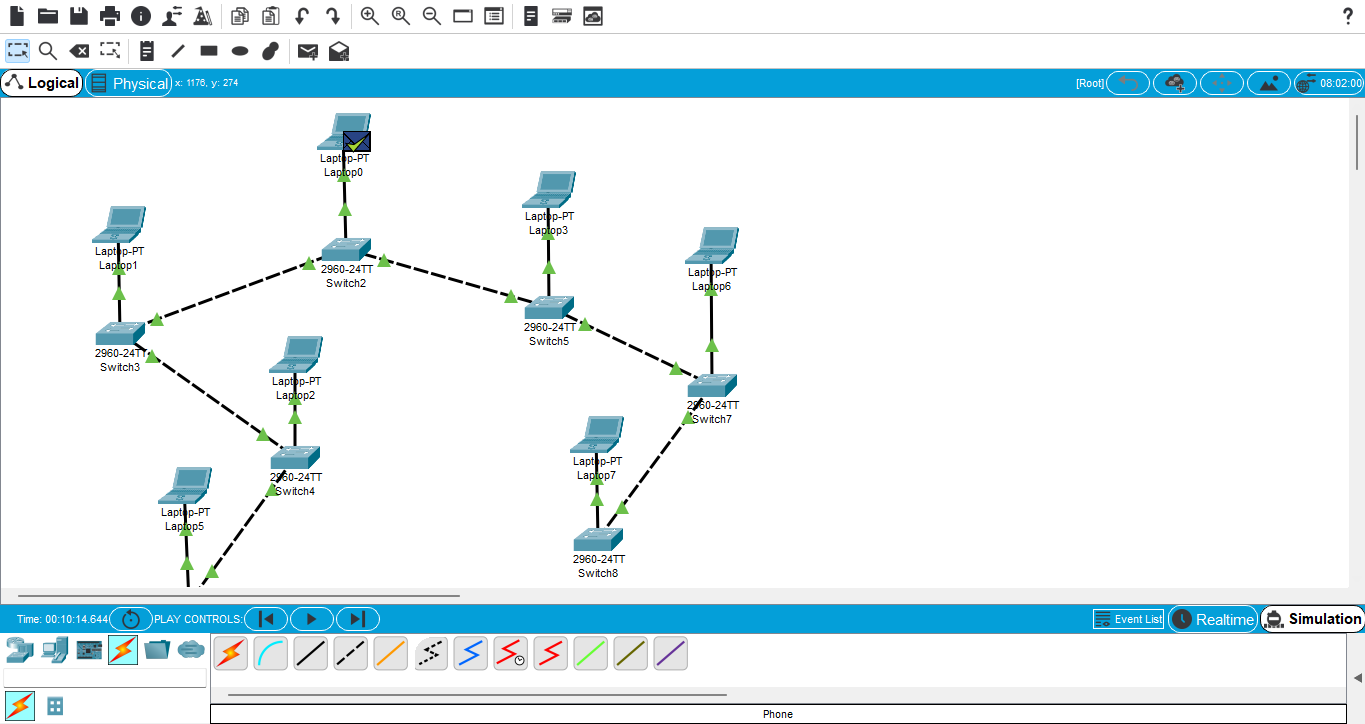 Logical
Physical
x: 1176, y: 274
[Root]
08:02:00
Laptop-PT
Laptop0
Laptop-PT
Laptop3
Laptop-PT
Laptop1
2960-24TT
Switch2
Laptop-PT
Laptop6
2960-24TT
Switch5
2960-24TT
Switch3
Laptop-PT
Laptop2
2960-24TT
Switch7
Laptop-PT
Laptop7
2960-24TT
Switch4
Laptop-PT
Laptop5
2960-24TT
Switch8
Time: 00:10:14.644
PLAY CONTROLS:
Event List
Realtime
Simulation
Phone